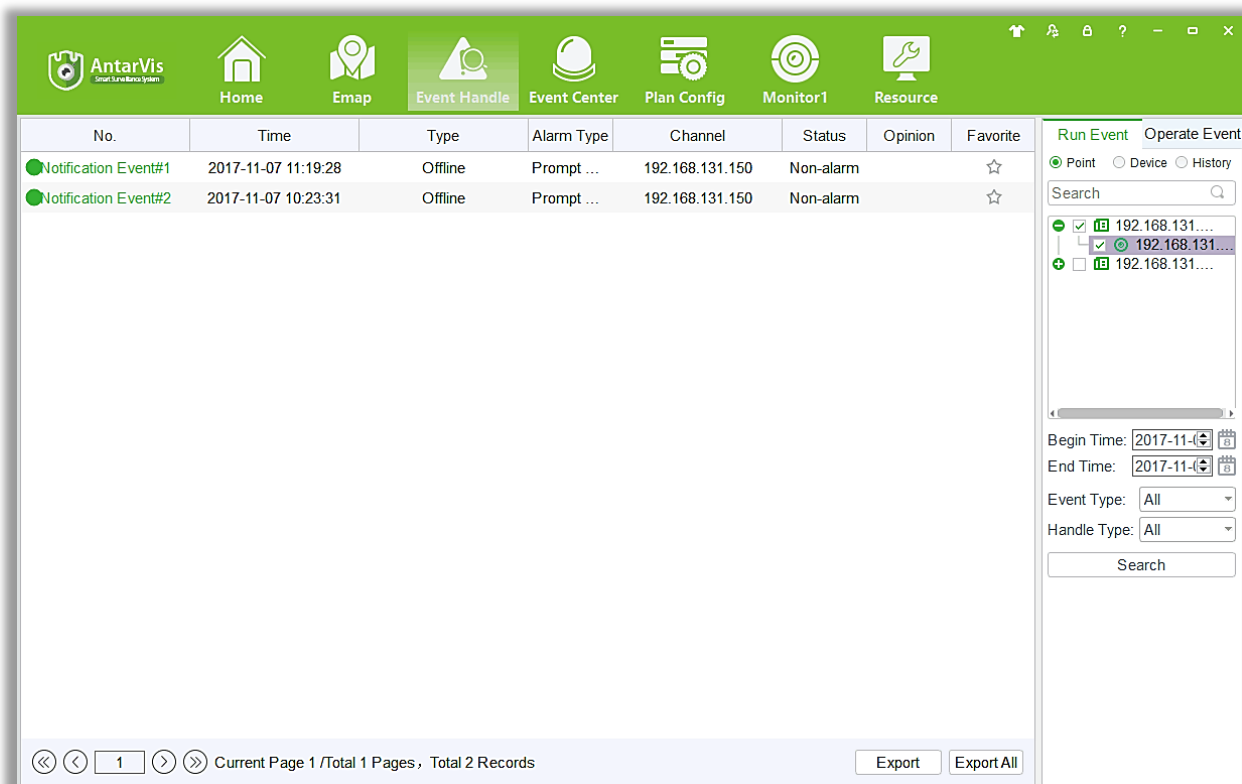 AntarVis
Smart Surveillance System
Home
Emap
Event Handle
Event Center
Plan Config
Monitor1
Resource
No. Time Type Alarm Type Channel Status Opinion Favorite
Notification Event#1 2017-11-07 11:19:28 Offline Prompt ... 192.168.131.150 Non-alarm
Notification Event#2 2017-11-07 10:23:31 Offline Prompt ... 192.168.131.150 Non-alarm
Run Event Operate Event
Point Device History
Search
192.168.131....
192.168.131....
192.168.131....
Begin Time: 2017-11-0
End Time: 2017-11-0
Event Type: All
Handle Type: All
Search
1 Current Page 1 /Total 1 Pages，Total 2 Records
Export Export All